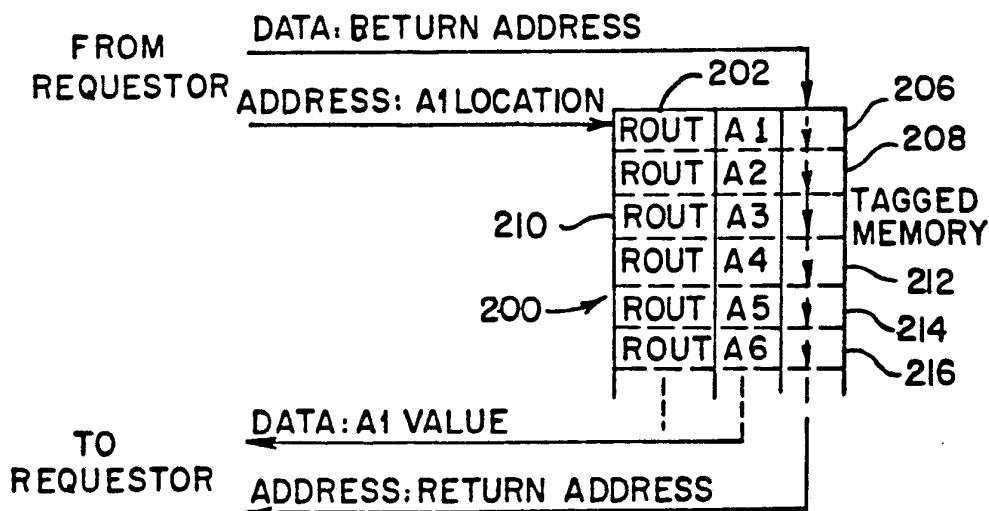 DATA: BETURN ADDRESS
FROM
REQUESTOR
202
ADDRESS: A1 LOCATION
206
ROUT A1
208
ROUT A2
TAGGED
MEMORY
210
ROUT A3
ROUT A4
212
200
ROUT A5
214
ROUT A6
216
DATA: A1 VALUE
TO
REQUESTOR
ADDRESS: RETURN ADDRESS